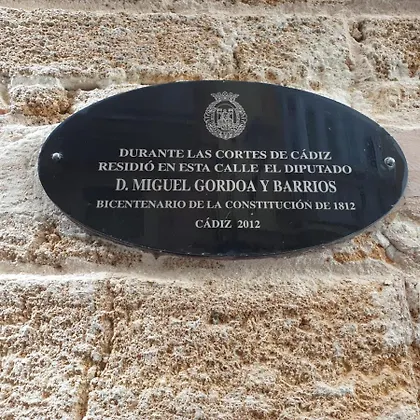 DURANTE LAS CORTES DE CÁDIZ
RESIDIÓ EN ESTA CALLE EL DIPUTADO
D. MIGUEL GORDOA Y BARRIOS
BICENTENARIO DE LA CONSTITUCIÓN DE 1812
CÁDIZ 2012